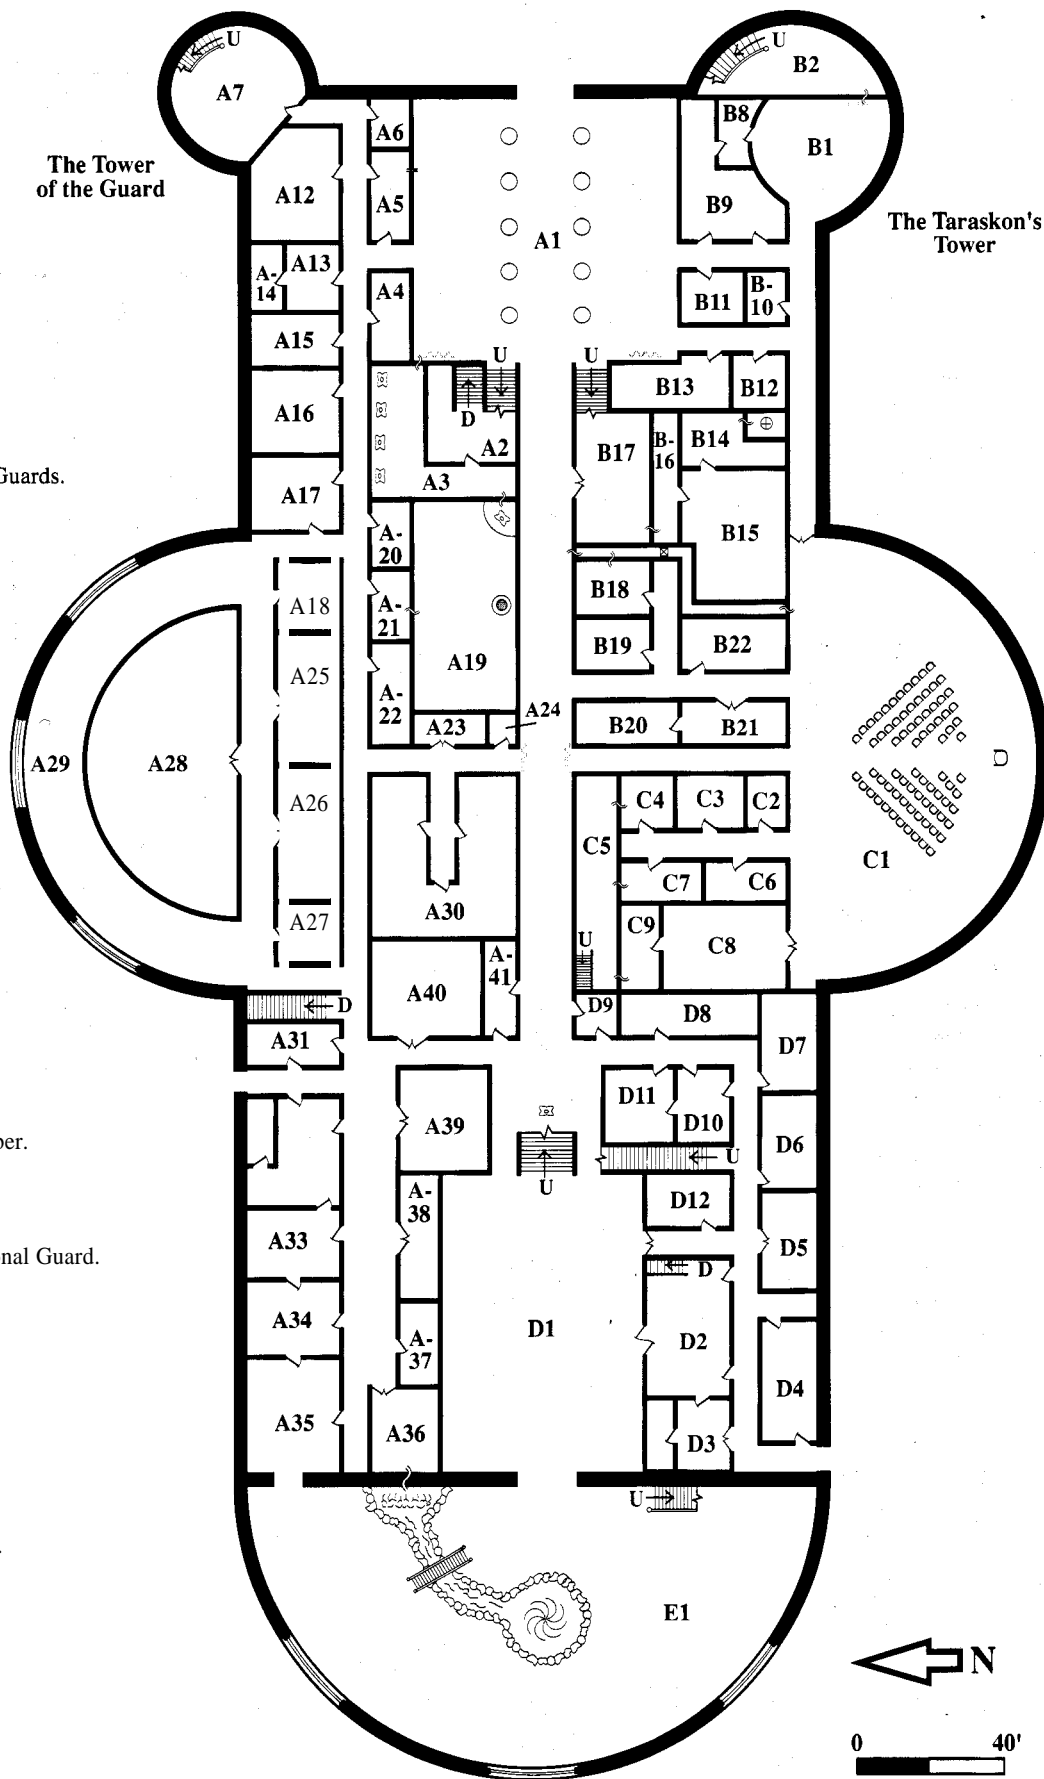 U
U
A7
B2
A6
B8
B1
The Tower
of the Guard
A12
A5
B9
The Taraskon's
Tower
A1
A-
14
A13
A4
B11
B-
10
A15
U
U
B13
B12
A16
D
A2
B17
B-
16
B14
Guards.
A17
A3
B15
A-
20
A18
A-
21
B18
A25
A19
B19
B22
A-
22
A23
A24
B20
B21
A29
A28
A26
C4
C3
C2
C5
C1
C7
C6
A30
A27
C9
C8
A-
41
U
A40
D
D9
D8
A31
D7
D11
D10
A39
D6
ber.
U
U
A-
38
D12
A33
D5
onal Guard.
D
A34
D1
D2
A-
37
D4
A35
A36
D3
U
E1
N
0
40'